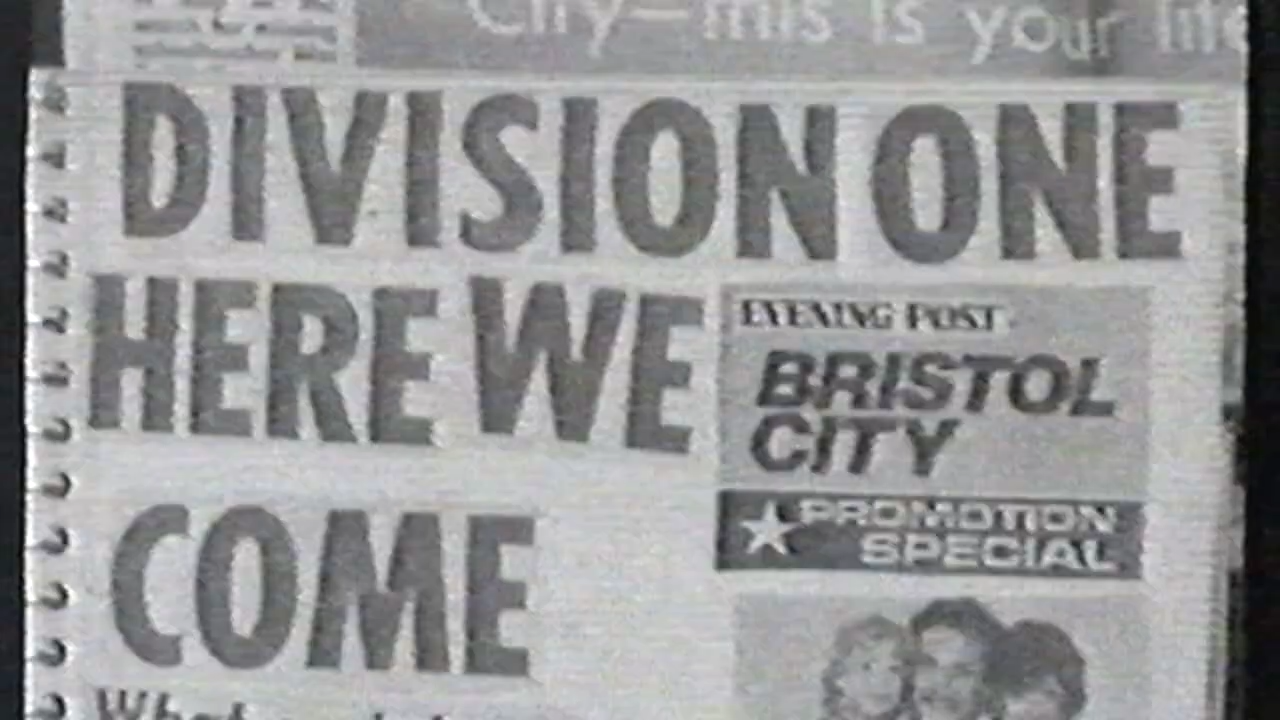 City-this is your life
DIVISION ONE
HERE WE
COME
EVENING POST
BRISTOL
CITY
PROMOTION
SPECIAL